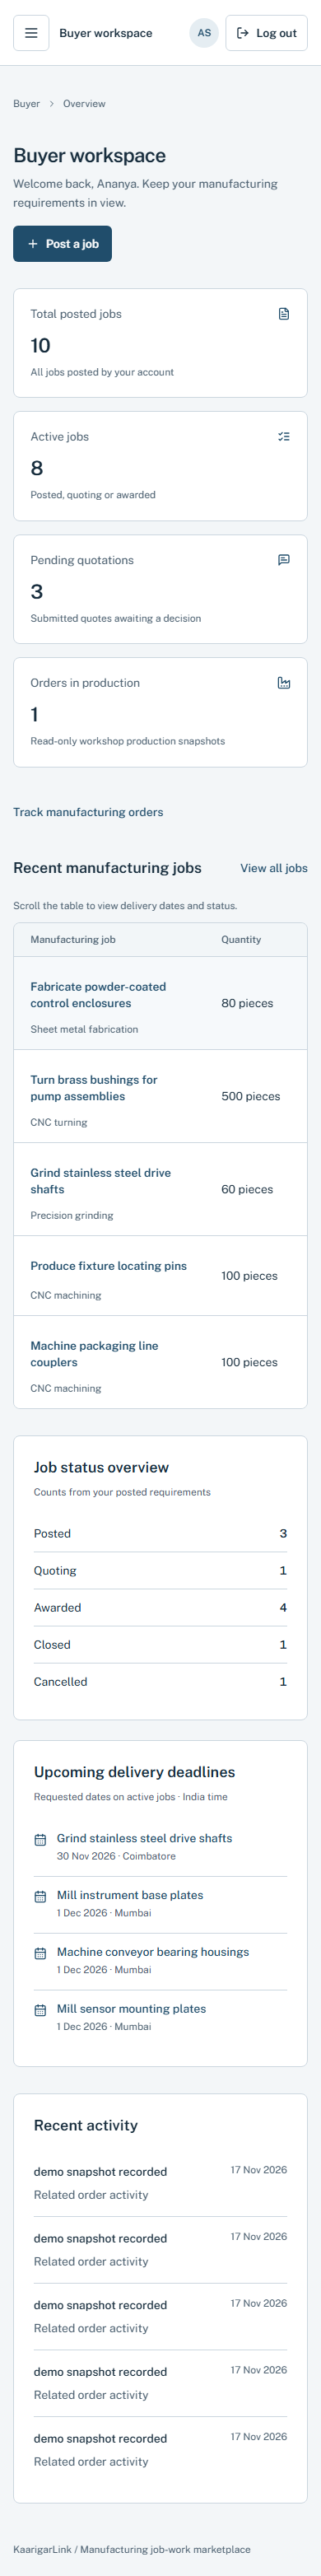 Buyer workspace
AS
Log out
Buyer > Overview
Buyer workspace
Welcome back, Ananya. Keep your manufacturing
requirements in view.
+ Post a job
Total posted jobs
10
All jobs posted by your account
Active jobs
8
Posted, quoting or awarded
Pending quotations
3
Submitted quotes awaiting a decision
Orders in production
1
Read-only workshop production snapshots
Track manufacturing orders
Recent manufacturing jobs
View all jobs
Scroll the table to view delivery dates and status.
Manufacturing job
Quantity
Fabricate powder-coated
control enclosures
80 pieces
Sheet metal fabrication
Turn brass bushings for
pump assemblies
500 pieces
CNC turning
Grind stainless steel drive
shafts
60 pieces
Precision grinding
Produce fixture locating pins
100 pieces
CNC machining
Machine packaging line
couplers
100 pieces
CNC machining
Job status overview
Counts from your posted requirements
Posted 3
Quoting 1
Awarded 4
Closed 1
Cancelled 1
Upcoming delivery deadlines
Requested dates on active jobs · India time
Grind stainless steel drive shafts
30 Nov 2026 · Coimbatore
Mill instrument base plates
1 Dec 2026 · Mumbai
Machine conveyor bearing housings
1 Dec 2026 · Mumbai
Mill sensor mounting plates
1 Dec 2026 · Mumbai
Recent activity
demo snapshot recorded 17 Nov 2026
Related order activity
demo snapshot recorded 17 Nov 2026
Related order activity
demo snapshot recorded 17 Nov 2026
Related order activity
demo snapshot recorded 17 Nov 2026
Related order activity
demo snapshot recorded 17 Nov 2026
Related order activity
KaarigarLink / Manufacturing job-work marketplace